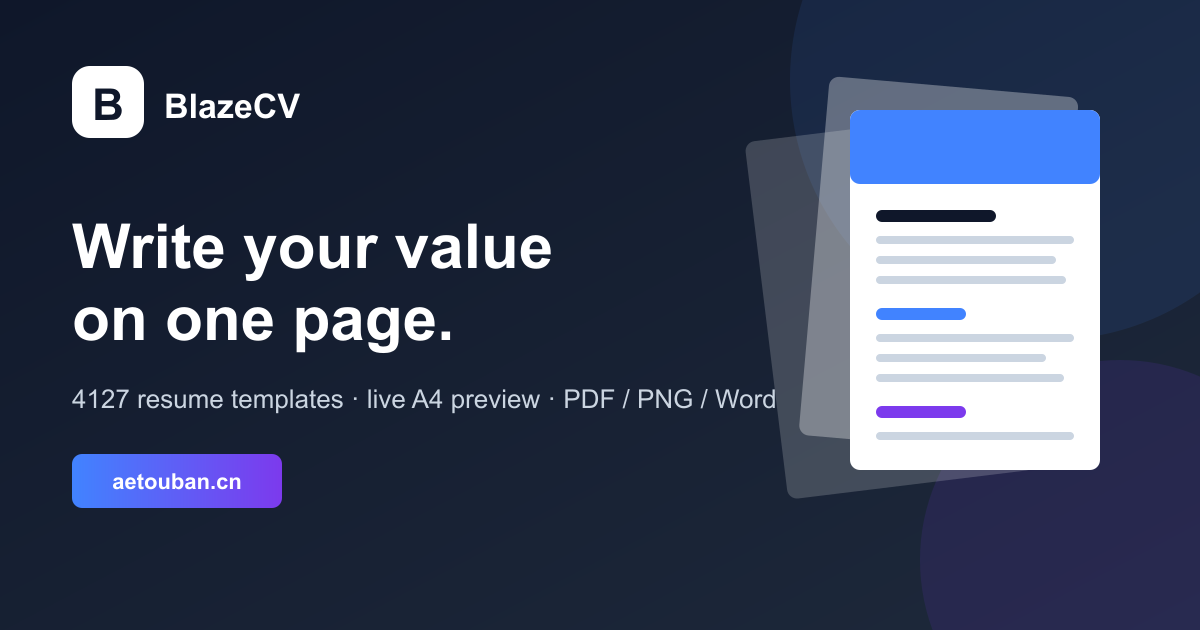 B
BlazeCV
Write your value
on one page.
4127 resume templates · live A4 preview · PDF / PNG / Word
aetouban.cn